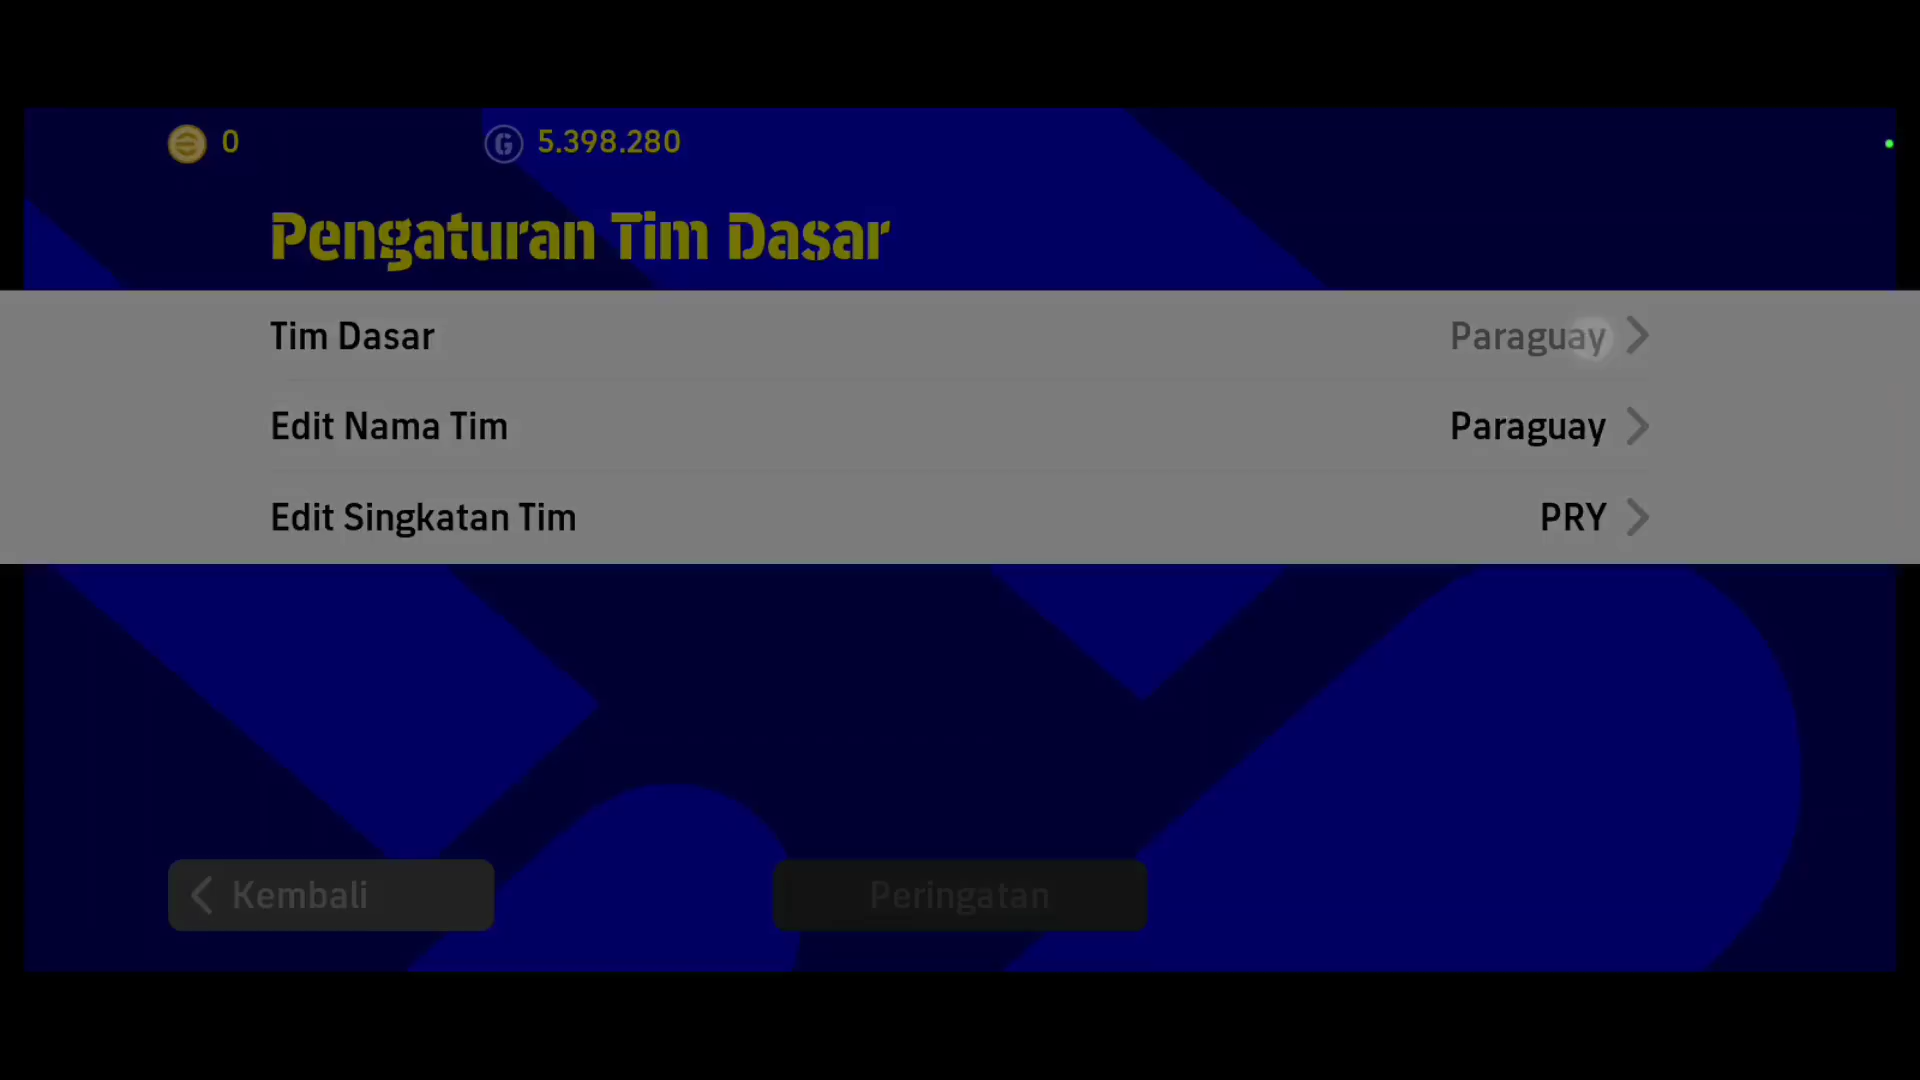 0
5.398.280
Pengaturan Tim Dasar
Tim Dasar Paraguay
Edit Nama Tim Paraguay
Edit Singkatan Tim PRY
Kembali Peringatan